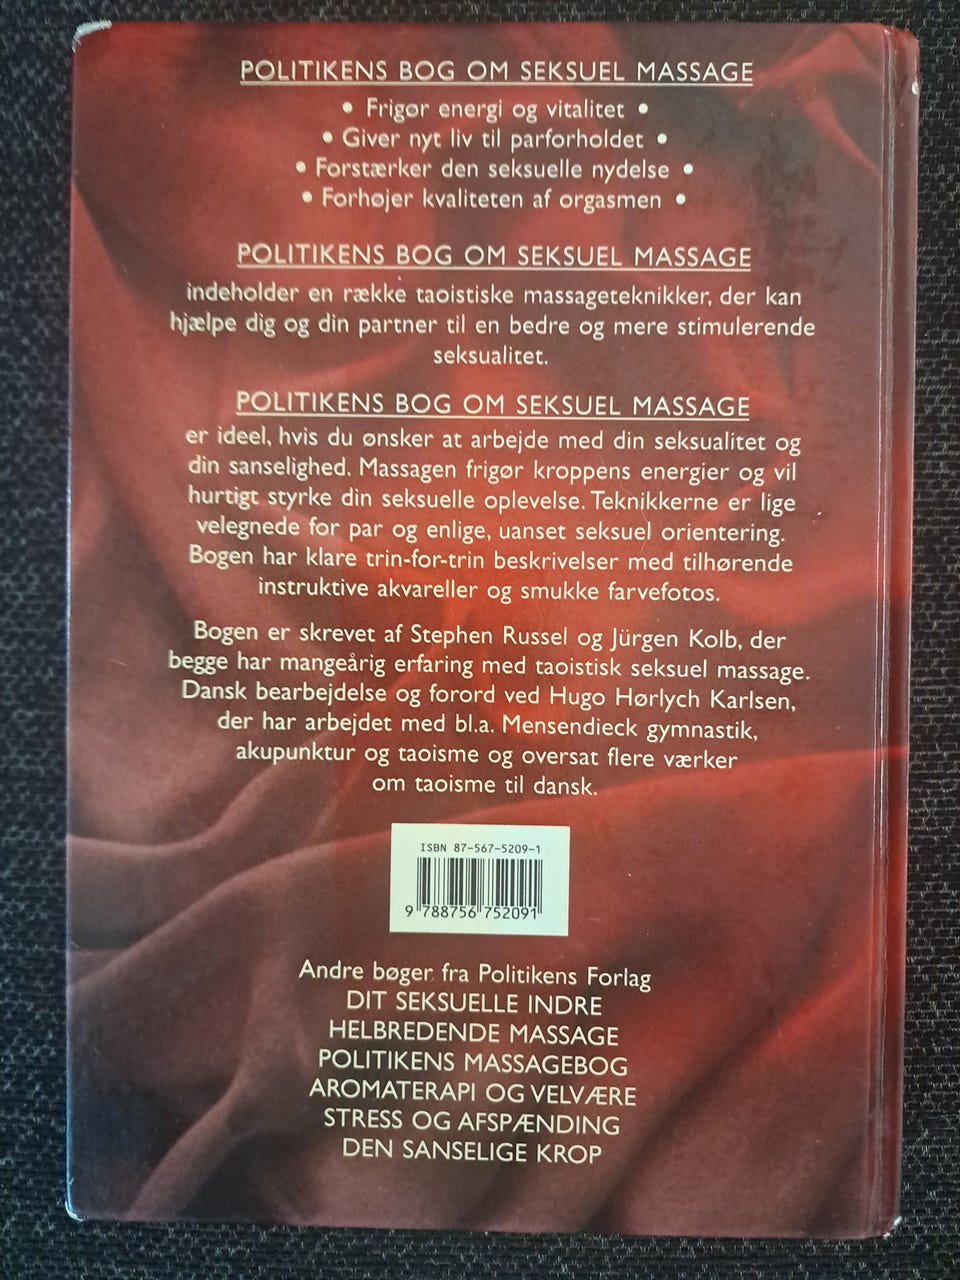 POLITIKENS BOG OM SEKSUEL MASSAGE
• Frigør energi og vitalitet •
• Giver nyt liv til parforholdet •
• Forstærker den seksuelle nydelse •
• Forhøjer kvaliteten af orgasmen •
POLITIKENS BOG OM SEKSUEL MASSAGE
indeholder en række taoistiske massageteknikker, der kan
hjælpe dig og din partner til en bedre og mere stimulerende
seksualitet.
POLITIKENS BOG OM SEKSUEL MASSAGE
er ideel, hvis du ønsker at arbejde med din seksualitet og
din sanselighed. Massagen frigør kroppens energier og vil
hurtigt styrke din seksuelle oplevelse. Teknikkerne er lige
velegnede for par og enlige, uanset seksuel orientering.
Bogen har klare trin-for-trin beskrivelser med tilhørende
instruktive akvareller og smukke farvefotos.
Bogen er skrevet af Stephen Russel og Jürgen Kolb, der
begge har mangeårig erfaring med taoistisk seksuel massage.
Dansk bearbejdelse og forord ved Hugo Hørlych Karlsen,
der har arbejdet med bl.a. Mensendieck gymnastik,
akupunktur og taoisme og oversat flere værker
om taoisme til dansk.
ISBN 87-567-5209-1
9 788756 752091
Andre bøger fra Politikens Forlag
DIT SEKSUELLE INDRE
HELBREDENDE MASSAGE
POLITIKENS MASSAGEBOG
AROMATERAPI OG VELVÆRE
STRESS OG AFSPÆNDING
DEN SANSELIGE KROP